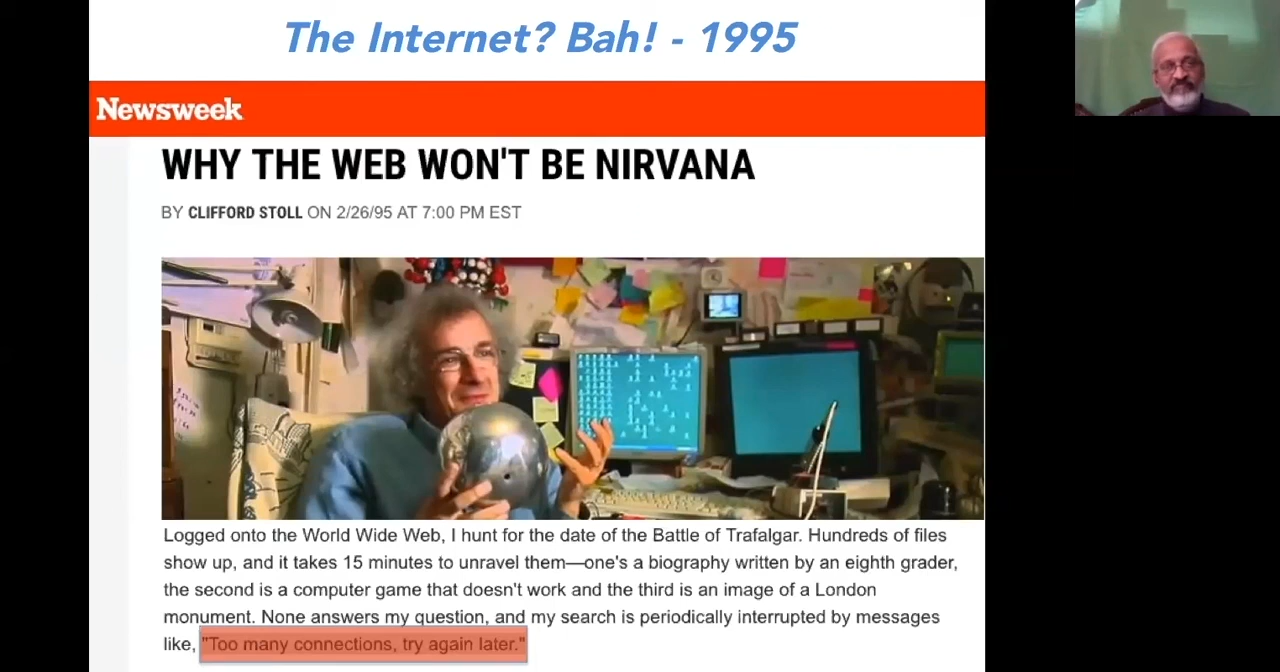 The Internet? Bah! - 1995
Newsweek
WHY THE WEB WON'T BE NIRVANA
BY CLIFFORD STOLL ON 2/26/95 AT 7:00 PM EST
Logged onto the World Wide Web, I hunt for the date of the Battle of Trafalgar. Hundreds of files
show up, and it takes 15 minutes to unravel them—one's a biography written by an eighth grader,
the second is a computer game that doesn't work and the third is an image of a London
monument. None answers my question, and my search is periodically interrupted by messages
like, "Too many connections, try again later."